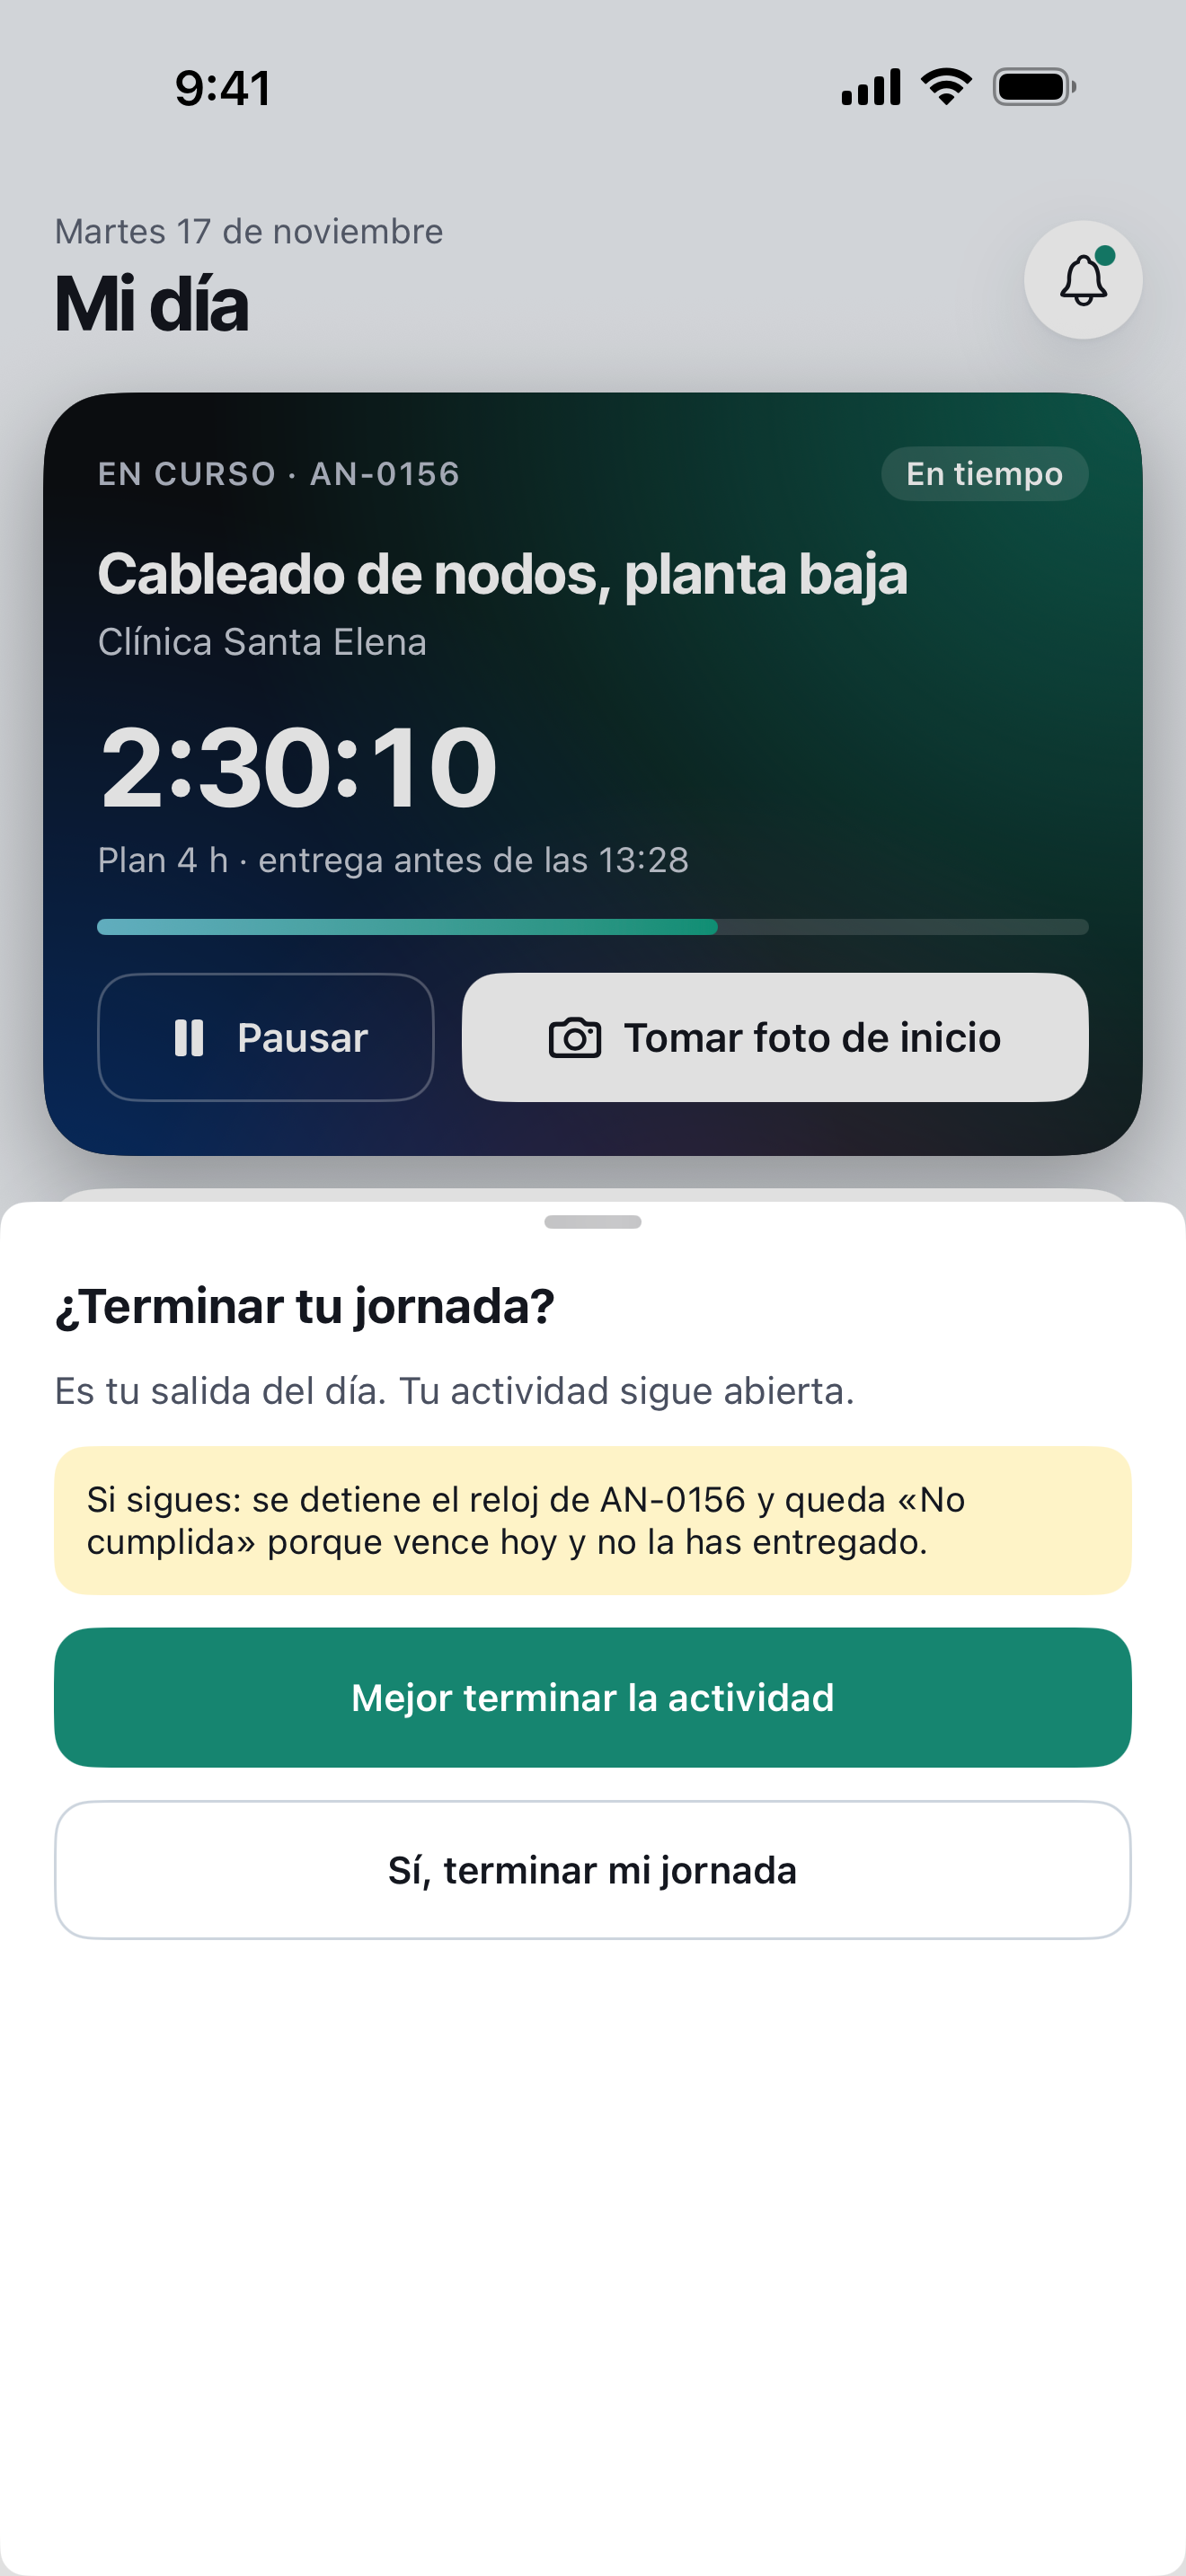 9:41
Martes 17 de noviembre
Mi día
EN CURSO · AN-0156
En tiempo
Cableado de nodos, planta baja
Clínica Santa Elena
2:30:10
Plan 4 h · entrega antes de las 13:28
Pausar
Tomar foto de inicio
¿Terminar tu jornada?
Es tu salida del día. Tu actividad sigue abierta.
Si sigues: se detiene el reloj de AN-0156 y queda «No
cumplida» porque vence hoy y no la has entregado.
Mejor terminar la actividad
Sí, terminar mi jornada